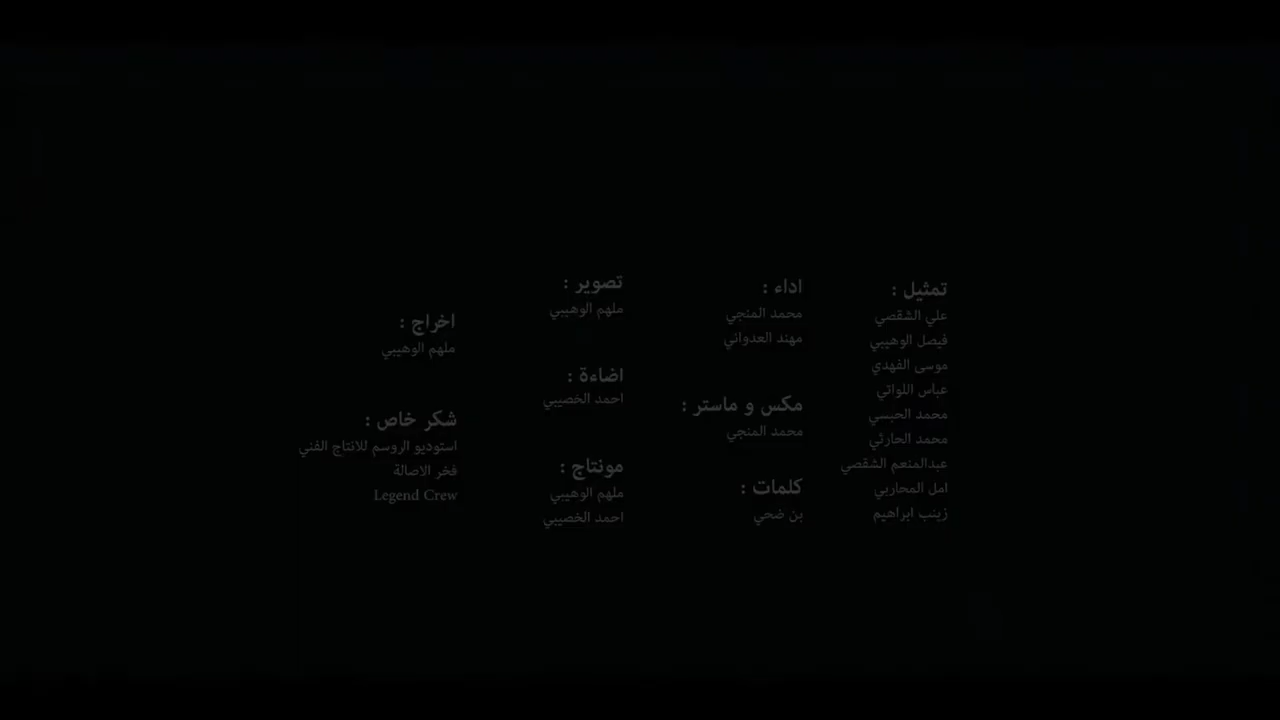 تمثيل :
علي الشقصي
فيصل الوهيبي
موسى الفهدي
عباس اللواتي
محمد الحبسي
محمد الحارثي
عبدالمنعم الشقصي
امل المحاربي
زينب ابراهيم
اداء :
محمد المنجي
مهند العدواني
مكس و ماستر :
محمد المنجي
كلمات :
بن ضحي
تصوير :
ملهم الوهيبي
اضاءة :
احمد الخصيبي
مونتاج :
ملهم الوهيبي
احمد الخصيبي
اخراج :
ملهم الوهيبي
شكر خاص :
استوديو الروسم للانتاج الفني
فخر الاصالة
Legend Crew